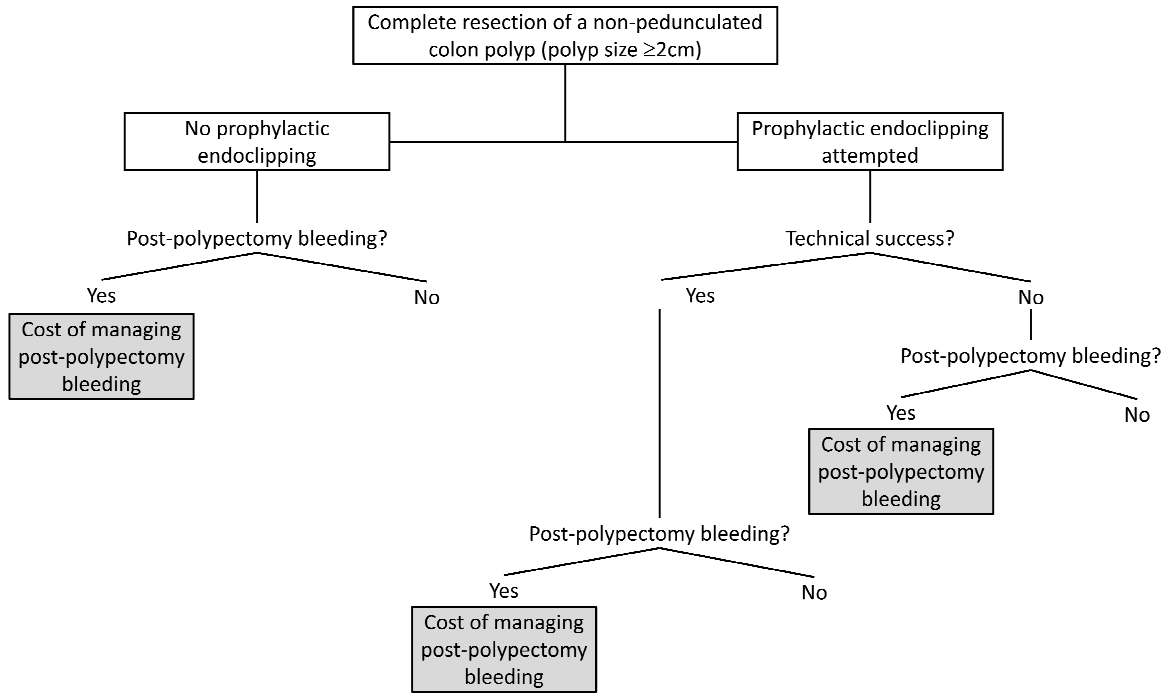 Complete resection of a non-pedunculated
colon polyp (polyp size ≥2cm)
No prophylactic
endoclipping
Prophylactic endoclipping
attempted
Post-polypectomy bleeding?
Technical success?
Yes
No
Yes
No
Cost of managing
post-polypectomy
bleeding
Post-polypectomy bleeding?
Yes
No
Cost of managing
post-polypectomy
bleeding
Post-polypectomy bleeding?
Yes
No
Cost of managing
post-polypectomy
bleeding